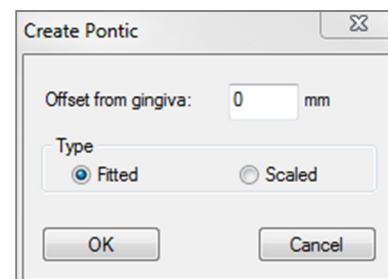 Create Pontic
Offset from gingiva: 0 mm
Type
Fitted Scaled
OK Cancel